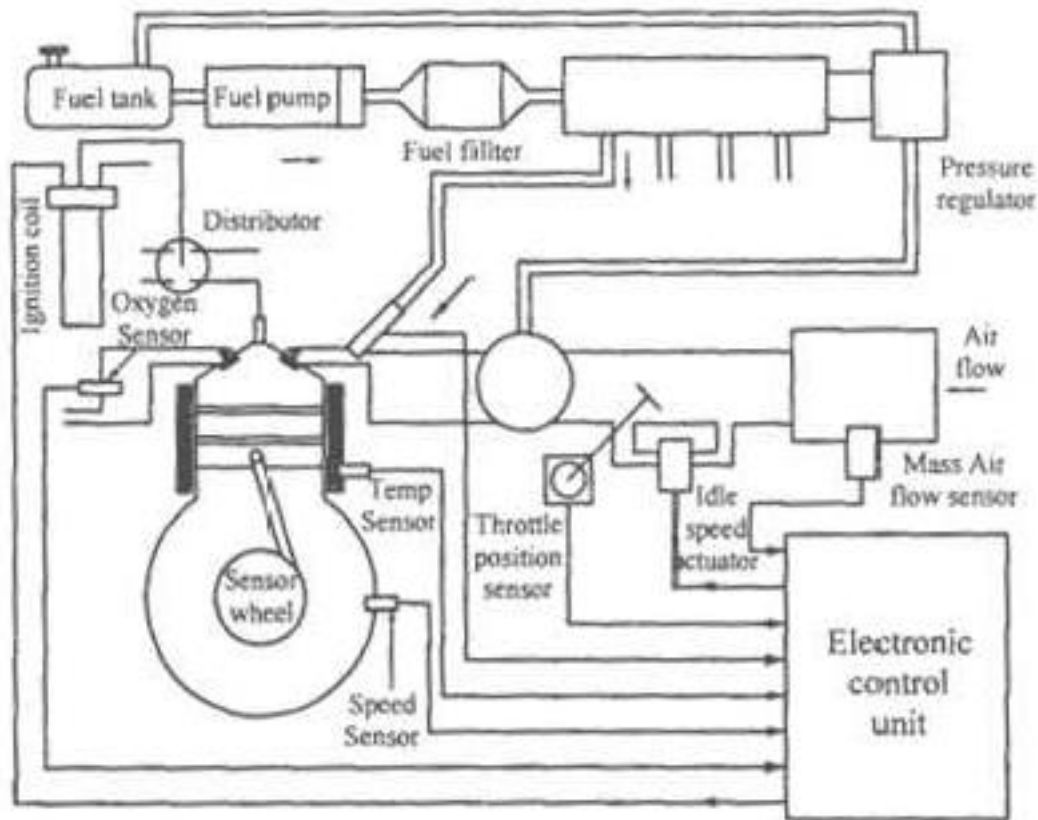 Fuel tank
Fuel pump
Fuel fillter
Pressure
regulator
Ignition coil
Distributor
Oxygen
Sensor
Air
flow
Mass Air
flow sensor
Temp
Sensor
Throttle
position
sensor
Idle
speed
actuator
Sensor
wheel
Speed
Sensor
Electronic
control
unit